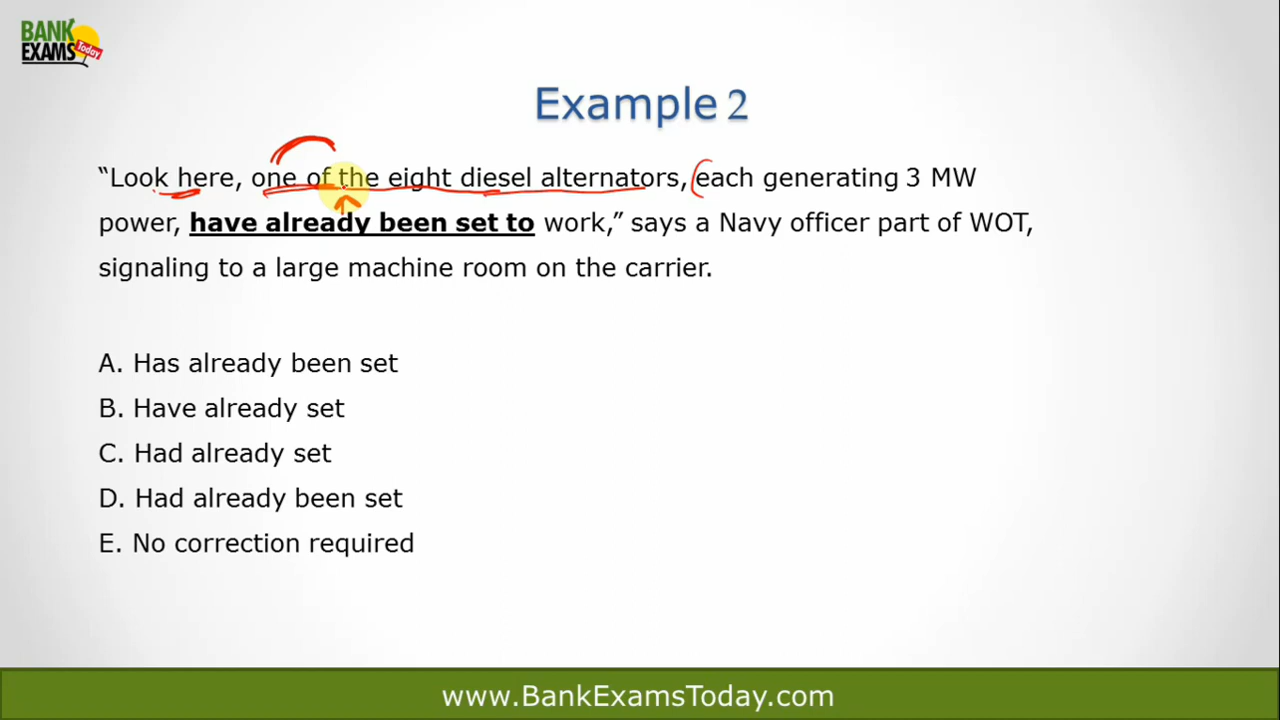 BANK
EXAMS Today
Example 2
“Look here, one of the eight diesel alternators, each generating 3 MW
power, have already been set to work,” says a Navy officer part of WOT,
signaling to a large machine room on the carrier.
A. Has already been set
B. Have already set
C. Had already set
D. Had already been set
E. No correction required
www.BankExamsToday.com